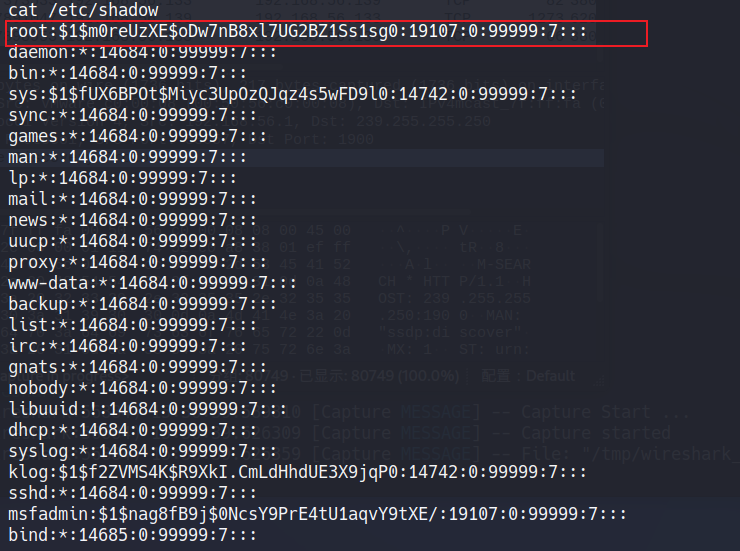 cat /etc/shadow
root:$1$m0reUzXE$oDw7nB8xl7UG2BZ1Ss1sg0:19107:0:99999:7:::
daemon:*:14684:0:99999:7:::
bin:*:14684:0:99999:7:::
sys:$1$fUX6BPOt$Miyc3UpOzQJqz4s5wFD9l0:14742:0:99999:7:::
sync:*:14684:0:99999:7:::
games:*:14684:0:99999:7:::
man:*:14684:0:99999:7:::
lp:*:14684:0:99999:7:::
mail:*:14684:0:99999:7:::
news:*:14684:0:99999:7:::
uucp:*:14684:0:99999:7:::
proxy:*:14684:0:99999:7:::
www-data:*:14684:0:99999:7:::
backup:*:14684:0:99999:7:::
list:*:14684:0:99999:7:::
irc:*:14684:0:99999:7:::
gnats:*:14684:0:99999:7:::
nobody:*:14684:0:99999:7:::
libuuid:!:14684:0:99999:7:::
dhcp:*:14684:0:99999:7:::
syslog:*:14684:0:99999:7:::
klog:$1$f2ZVMS4K$R9XkI.CmLdHhdUE3X9jqP0:14742:0:99999:7:::
sshd:*:14684:0:99999:7:::
msfadmin:$1$nag8fB9j$0NcsY9PrE4tU1aqvY9tXE/:19107:0:99999:7:::
bind:*:14685:0:99999:7:::